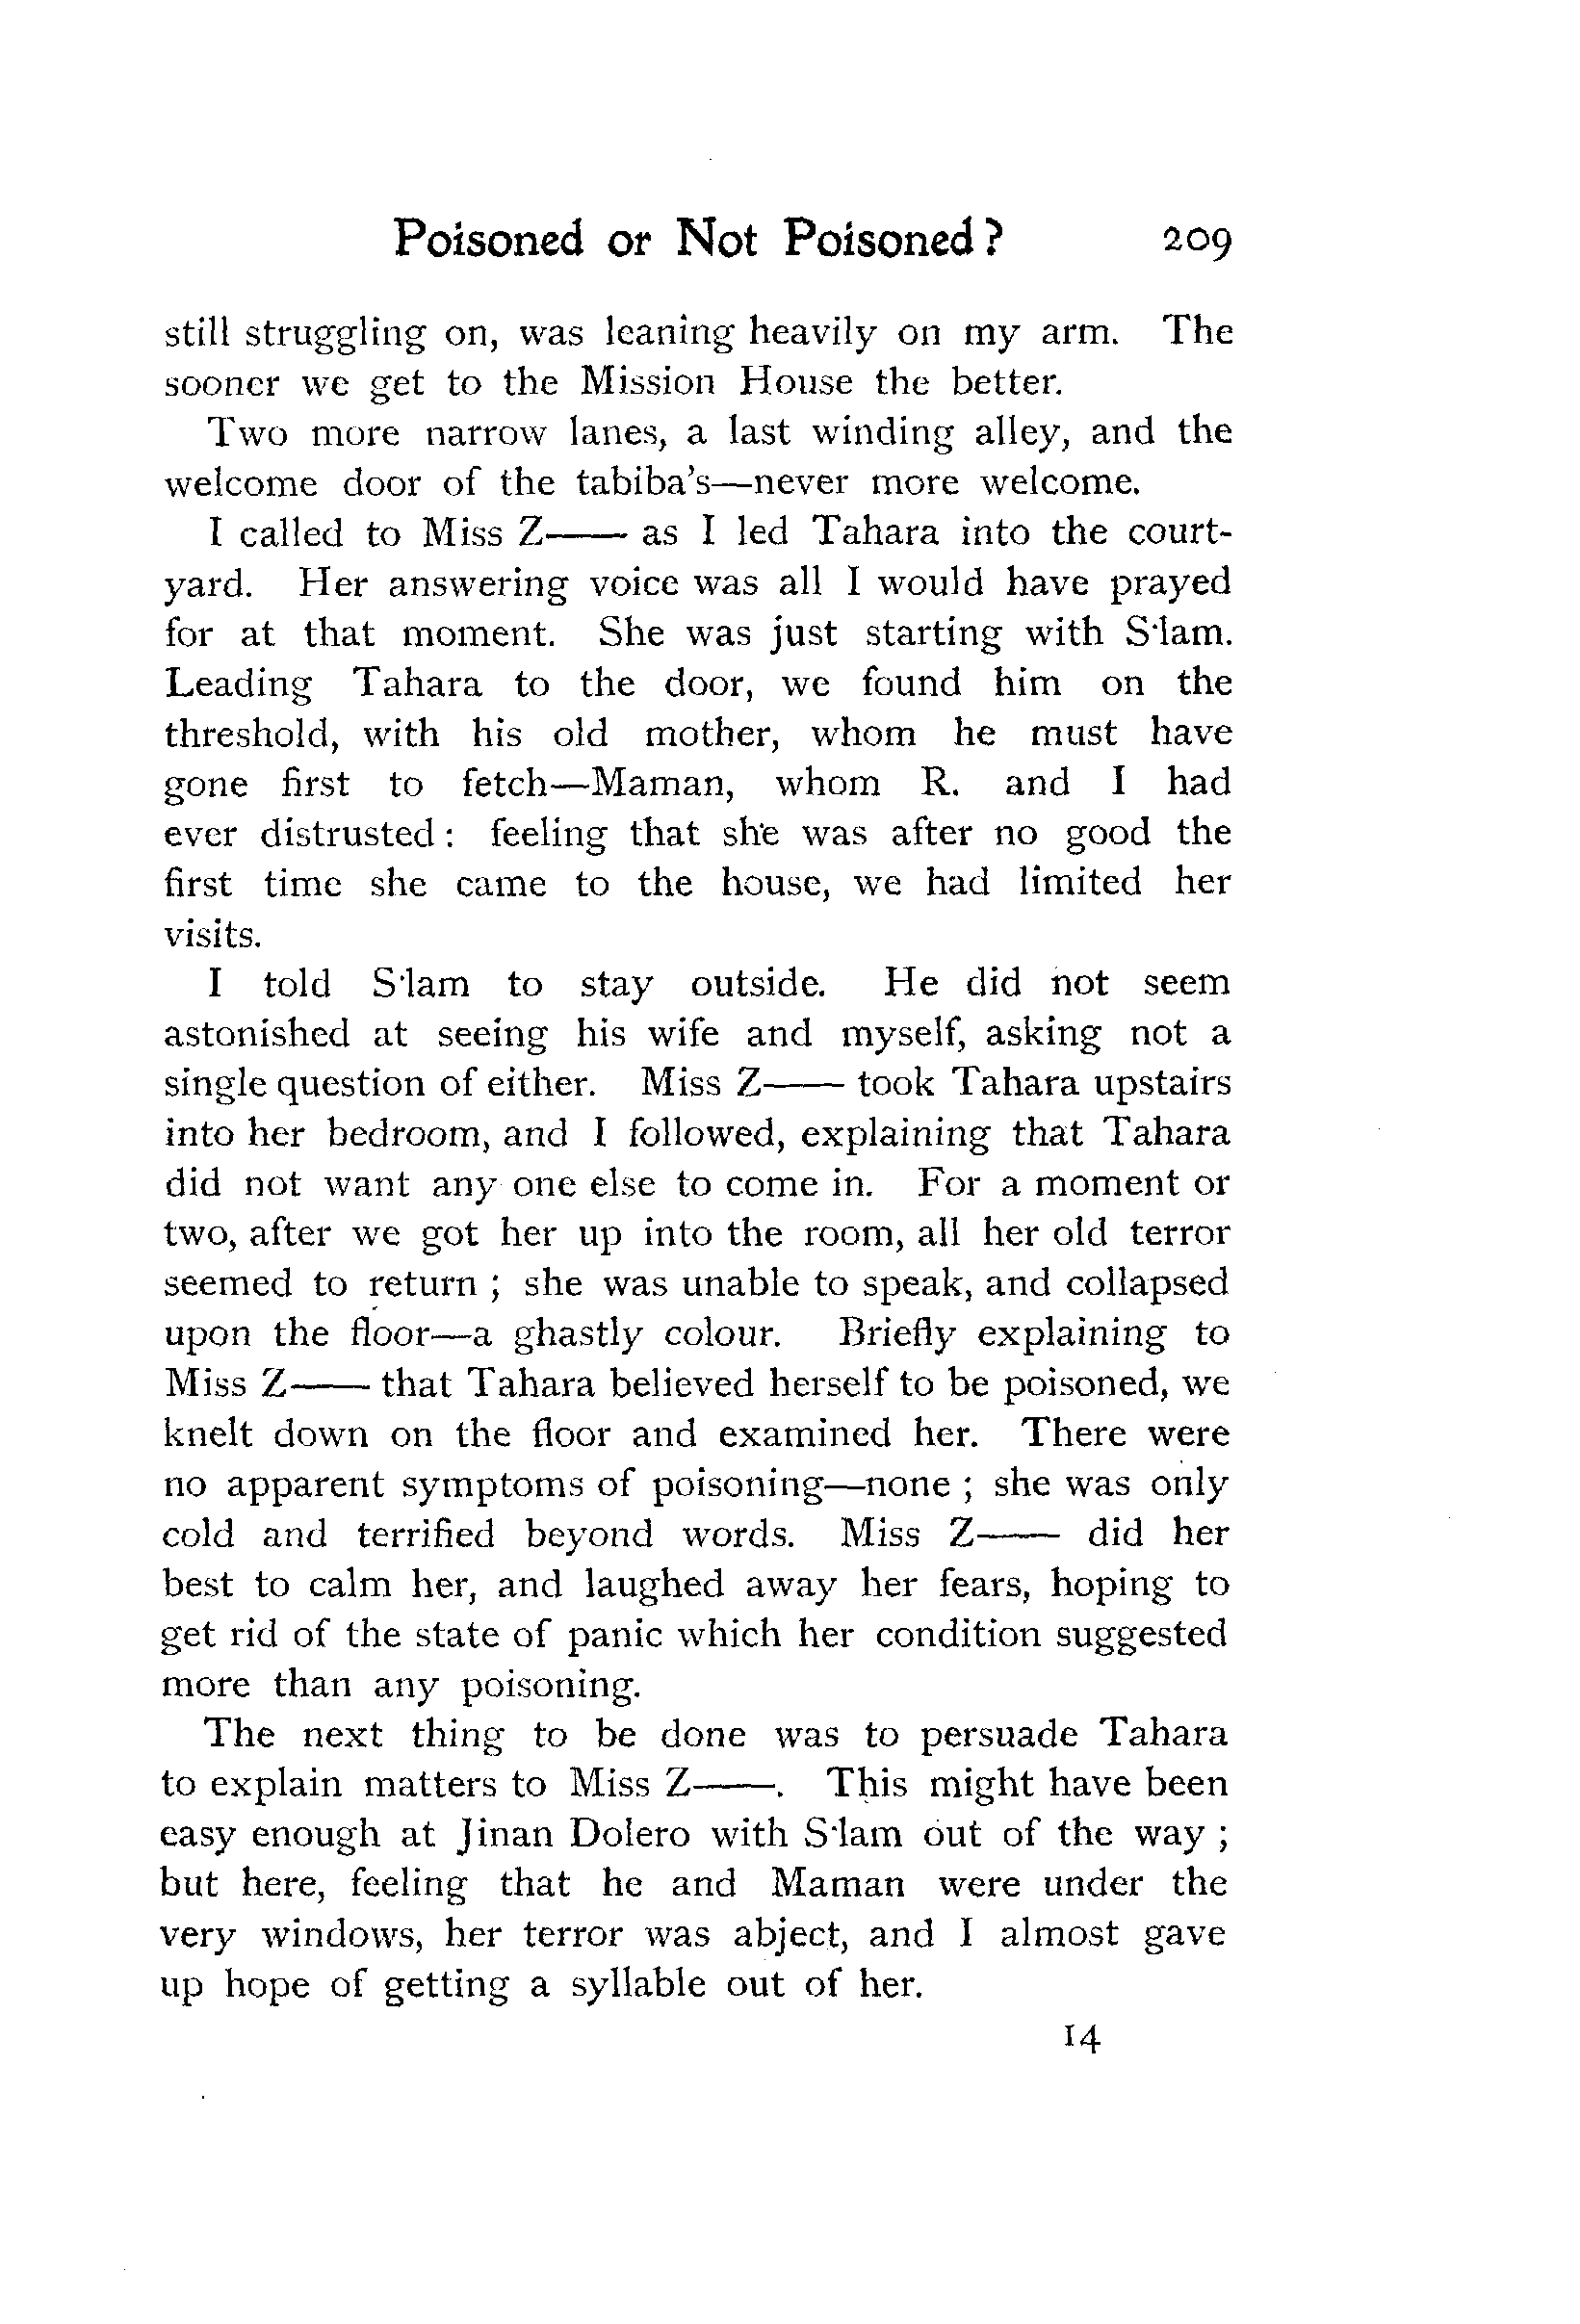 Poisoned or Not Poisoned? 209
still struggling on, was leaning heavily on my arm. The
sooner we get to the Mission House the better.
Two more narrow lanes, a last winding alley, and the
welcome door of the tabiba's—never more welcome.
I called to Miss Z—— as I led Tahara into the court-
yard. Her answering voice was all I would have prayed
for at that moment. She was just starting with S`lam.
Leading Tahara to the door, we found him on the
threshold, with his old mother, whom he must have
gone first to fetch—Maman, whom R. and I had
ever distrusted: feeling that she was after no good the
first time she came to the house, we had limited her
visits.
I told S`lam to stay outside. He did not seem
astonished at seeing his wife and myself, asking not a
single question of either. Miss Z—— took Tahara upstairs
into her bedroom, and I followed, explaining that Tahara
did not want any one else to come in. For a moment or
two, after we got her up into the room, all her old terror
seemed to return; she was unable to speak, and collapsed
upon the floor—a ghastly colour. Briefly explaining to
Miss Z—— that Tahara believed herself to be poisoned, we
knelt down on the floor and examined her. There were
no apparent symptoms of poisoning—none; she was only
cold and terrified beyond words. Miss Z—— did her
best to calm her, and laughed away her fears, hoping to
get rid of the state of panic which her condition suggested
more than any poisoning.
The next thing to be done was to persuade Tahara
to explain matters to Miss Z——. This might have been
easy enough at Jinan Dolero with S`lam out of the way;
but here, feeling that he and Maman were under the
very windows, her terror was abject, and I almost gave
up hope of getting a syllable out of her.
14